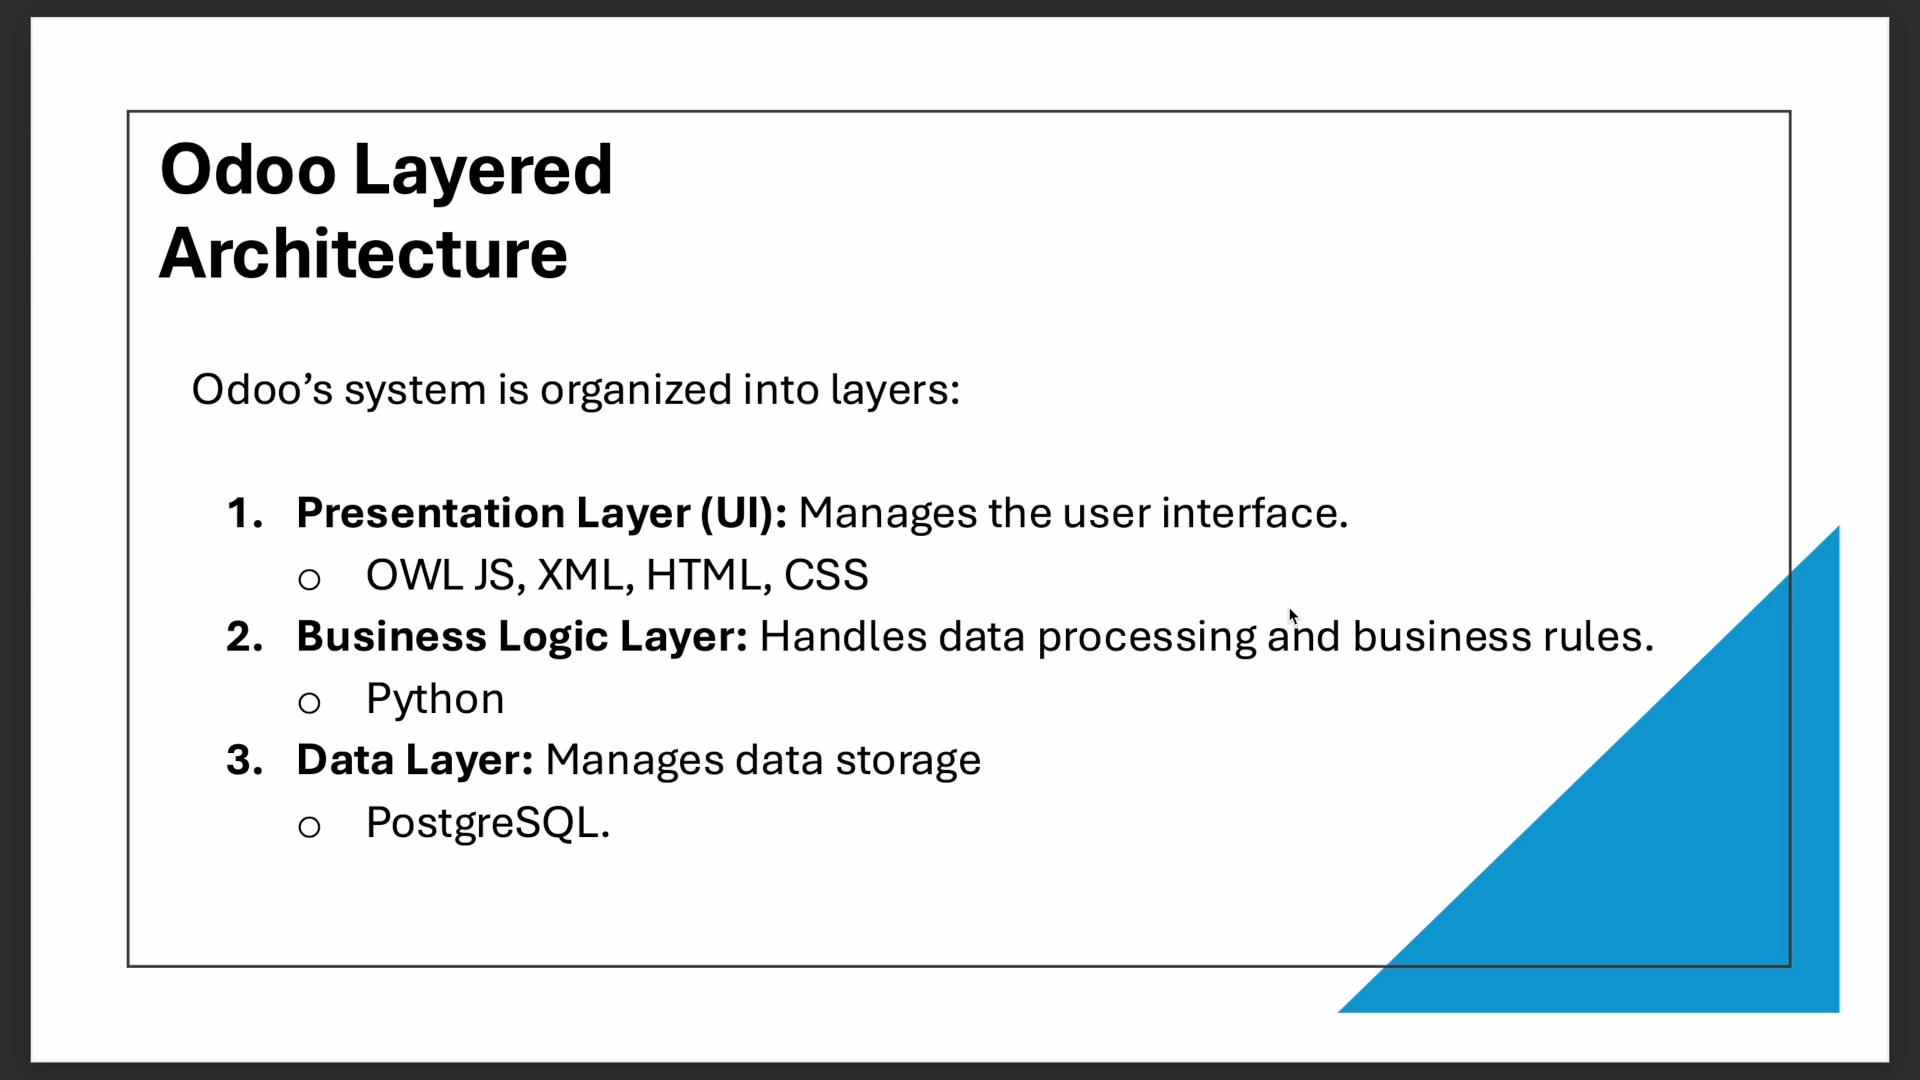 Odoo Layered
Architecture
Odoo’s system is organized into layers:
1. Presentation Layer (UI): Manages the user interface.
○ OWL JS, XML, HTML, CSS
2. Business Logic Layer: Handles data processing and business rules.
○ Python
3. Data Layer: Manages data storage
○ PostgreSQL.